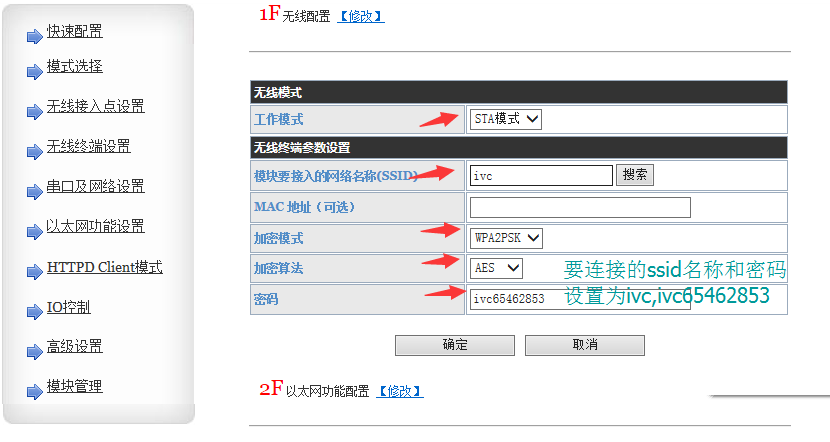 快速配置
模式选择
无线接入点设置
无线终端设置
串口及网络设置
以太网功能设置
HTTPD Client模式
IO控制
高级设置
模块管理
1F 无线配置 【修改】
无线模式
工作模式 STA模式
无线终端参数设置
模块要接入的网络名称(SSID) ivc 搜索
MAC 地址（可选）
加密模式 WPA2PSK
加密算法 AES
要连接的ssid名称和密码
密码 ivc65462853
设置为ivc,ivc65462853
确定 取消
2F 以太网功能配置 【修改】